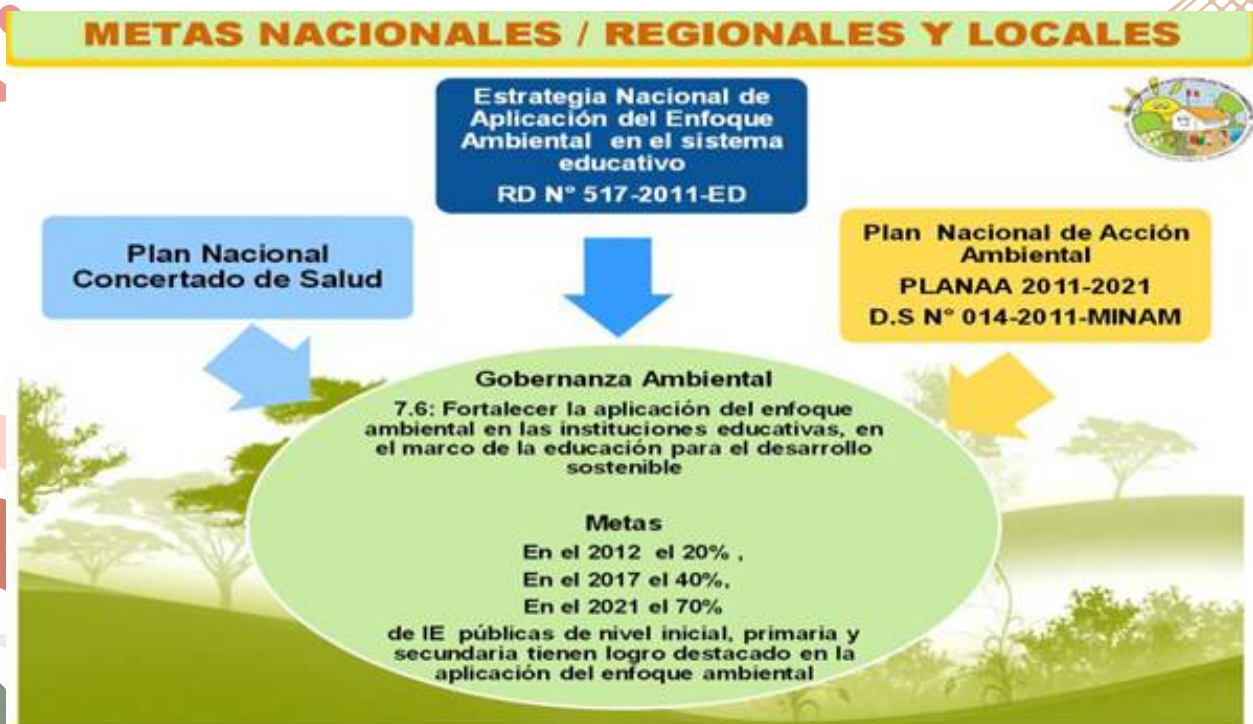 METAS NACIONALES / REGIONALES Y LOCALES
Estrategia Nacional de
Aplicación del Enfoque
Ambiental en el sistema
educativo
RD N° 517-2011-ED
Plan Nacional
Concertado de Salud
Plan Nacional de Acción
Ambiental
PLANAA 2011-2021
D.S N° 014-2011-MINAM
Gobernanza Ambiental
7.6: Fortalecer la aplicación del enfoque
ambiental en las instituciones educativas, en
el marco de la educación para el desarrollo
sostenible
Metas
En el 2012 el 20% ,
En el 2017 el 40%,
En el 2021 el 70%
de IE públicas de nivel inicial, primaria y
secundaria tienen logro destacado en la
aplicación del enfoque ambiental